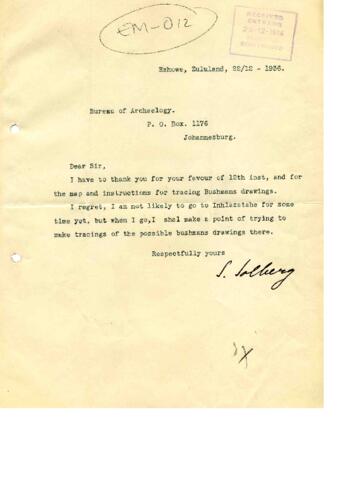 EM-012
RECEIVED
Eshowe, Zululand, 22/12 - 1936.
Bureau of Archeology.
P. O. Box. 1176
Johannesburg.
Dear Sir,
I have to thank you for your favour of 12th inst, and for
the map and instructions for tracing Bushmans drawings.
I regret, I am not likely to go to Inhlazatshe for some
time yet, but when I go,I shal make a point of trying to
make tracings of the possible bushmans drawings there.
Respectfully yours
S. Solberg